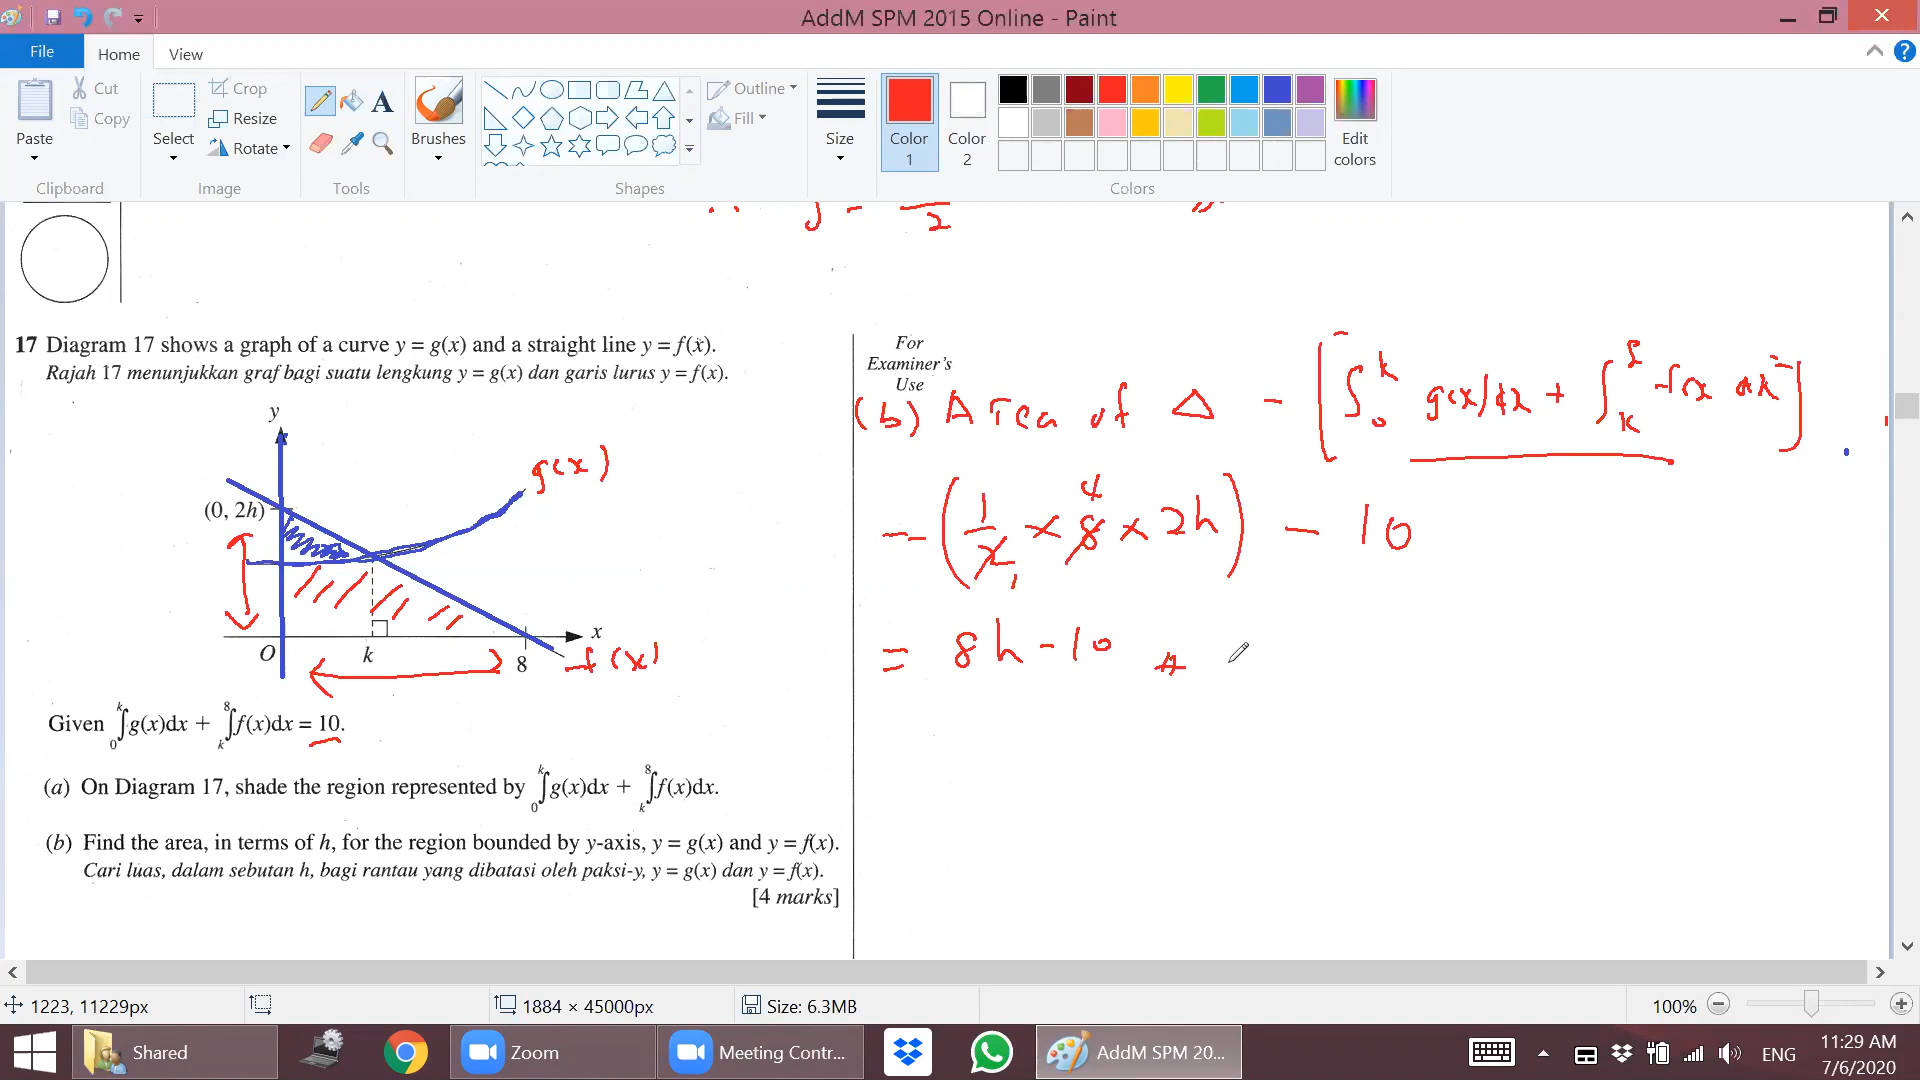 AddM SPM 2015 Online - Paint
File Home View
Cut
Copy
Paste
Clipboard
Crop
Resize
Rotate
Select
Image
A
Tools
Brushes
Shapes
Outline
Fill
Size
Color 1
Color 2
Edit colors
Colors
2
17 Diagram 17 shows a graph of a curve y = g(x) and a straight line y = f(x).
Rajah 17 menunjukkan graf bagi suatu lengkung y = g(x) dan garis lurus y = f(x).
y
g(x)
(0, 2h)
x
O k 8
f(x)
Given ∫₀ᵏ g(x)dx + ∫ₖ⁸ f(x)dx = 10.
(a) On Diagram 17, shade the region represented by ∫₀ᵏ g(x)dx + ∫ₖ⁸ f(x)dx.
(b) Find the area, in terms of h, for the region bounded by y-axis, y = g(x) and y = f(x).
Cari luas, dalam sebutan h, bagi rantau yang dibatasi oleh paksi-y, y = g(x) dan y = f(x).
[4 marks]
For
Examiner's
Use
(b) Area of Δ - [∫₀ᵏ g(x)dx + ∫ₖ⁸ f(x dx]
= (1/2 × 8 × 2h) - 10
4
1
= 8h - 10
1223, 11229px
1884 × 45000px
Size: 6.3MB
100%
Shared
Zoom
Meeting Contr...
AddM SPM 20...
ENG
11:29 AM
7/6/2020